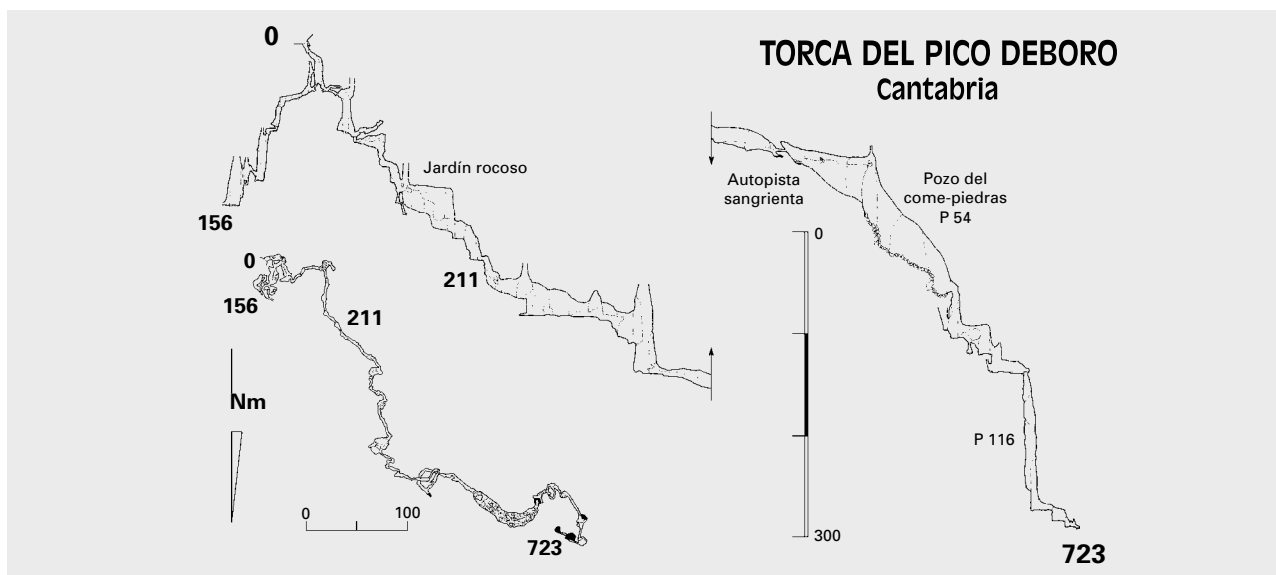 TORCA DEL PICO DEBORO
Cantabria
0
156
Jardín rocoso
211
0
156
211
Nm
0 100
723
Autopista
sangrienta
Pozo del
come-piedras
P 54
0
P 116
300
723